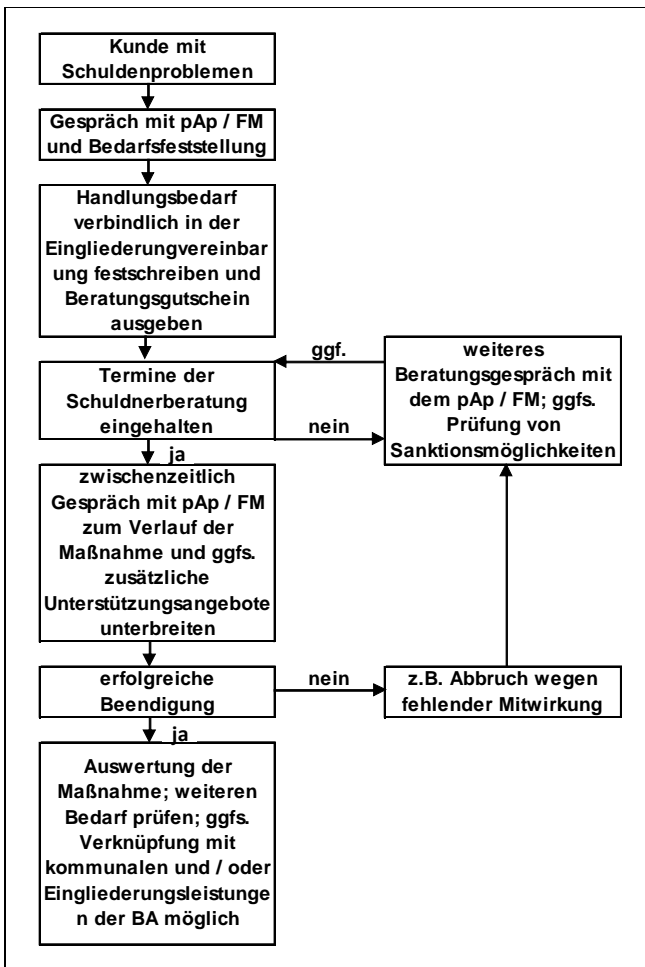 Kunde mit
Schuldenproblemen
Gespräch mit pAp / FM
und Bedarfsfeststellung
Handlungsbedarf
verbindlich in der
Eingliederungvereinbar
ung festschreiben und
Beratungsgutschein
ausgeben
ggf.
Termine der
Schuldnerberatung
eingehalten
nein
weiteres
Beratungsgespräch mit
dem pAp / FM; ggfs.
Prüfung von
Sanktionsmöglichkeiten
ja
zwischenzeitlich
Gespräch mit pAp / FM
zum Verlauf der
Maßnahme und ggfs.
zusätzliche
Unterstützungsangebote
unterbreiten
erfolgreiche
Beendigung
nein
z.B. Abbruch wegen
fehlender Mitwirkung
ja
Auswertung der
Maßnahme; weiteren
Bedarf prüfen; ggfs.
Verknüpfung mit
kommunalen und / oder
Eingliederungsleistunge
n der BA möglich